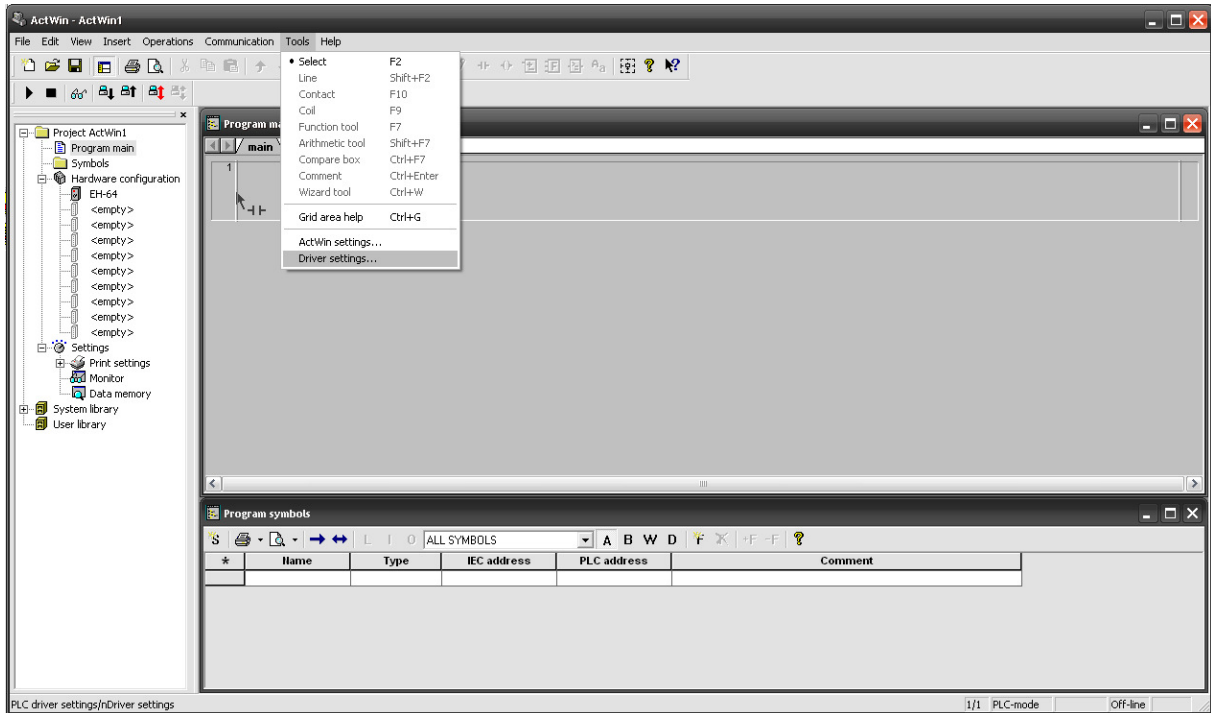 ActWin - ActWin1
File Edit View Insert Operations Communication Tools Help
Select F2
Line Shift+F2
Contact F10
Coil F9
Function tool F7
Arithmetic tool Shift+F7
Compare box Ctrl+F7
Comment Ctrl+Enter
Wizard tool Ctrl+W
Grid area help Ctrl+G
ActWin settings...
Driver settings...
Project ActWin1
Program main
Symbols
Hardware configuration
EH-64
<empty>
<empty>
<empty>
<empty>
<empty>
<empty>
<empty>
<empty>
<empty>
Settings
Print settings
Monitor
Data memory
System library
User library
Program ma
main
1
Program symbols
S L I O ALL SYMBOLS A B W D F +F -F
* Name Type IEC address PLC address Comment
PLC driver settings/nDriver settings 1/1 PLC-mode Off-line